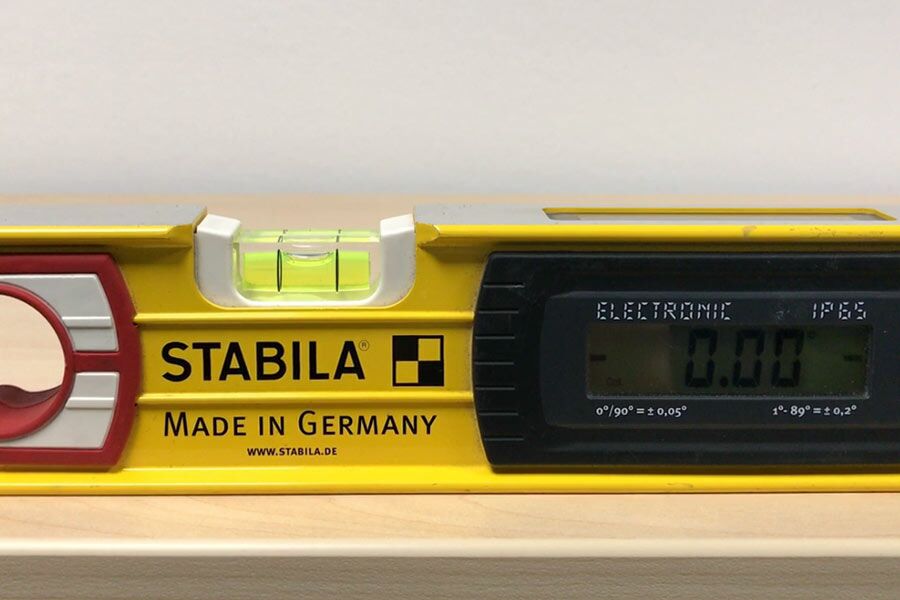 STABILA®
MADE IN GERMANY
WWW.STABILA.DE
ELECTRONIC IP65
0.00°
0°/90° = ± 0,05°
1°- 89° = ± 0,2°